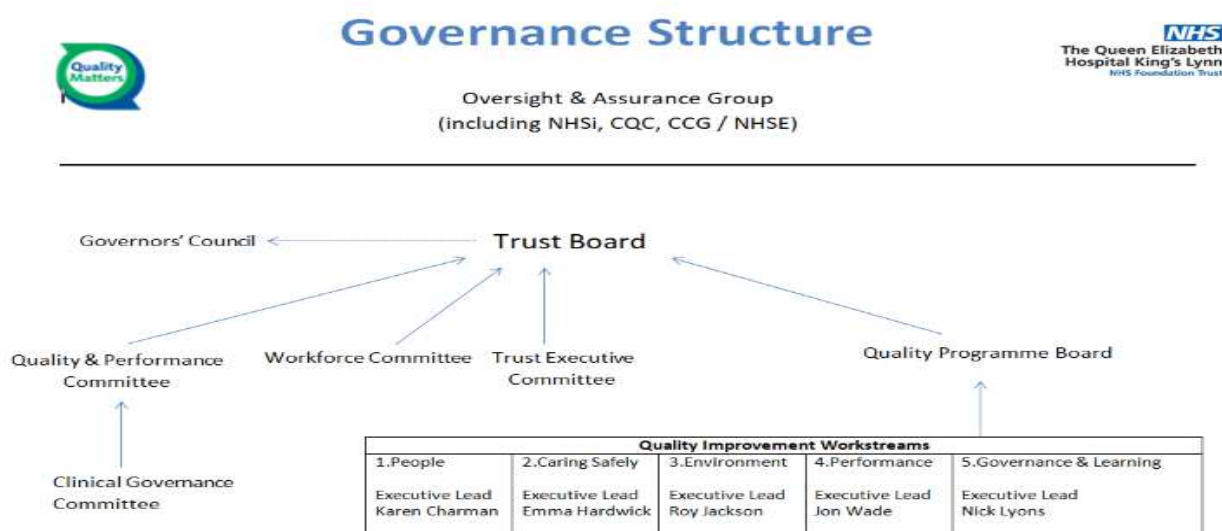 Governance Structure
Quality
Matters
NHS
The Queen Elizabeth
Hospital King's Lynn
NHS Foundation Trust
Oversight & Assurance Group
(including NHSi, CQC, CCG / NHSE)
Governors' Council
Trust Board
Quality & Performance
Committee
Workforce Committee
Trust Executive
Committee
Quality Programme Board
Clinical Governance
Committee
Quality Improvement Workstreams
1.People
Executive Lead
Karen Charman
2.Caring Safely
Executive Lead
Emma Hardwick
3.Environment
Executive Lead
Roy Jackson
4.Performance
Executive Lead
Jon Wade
5.Governance & Learning
Executive Lead
Nick Lyons